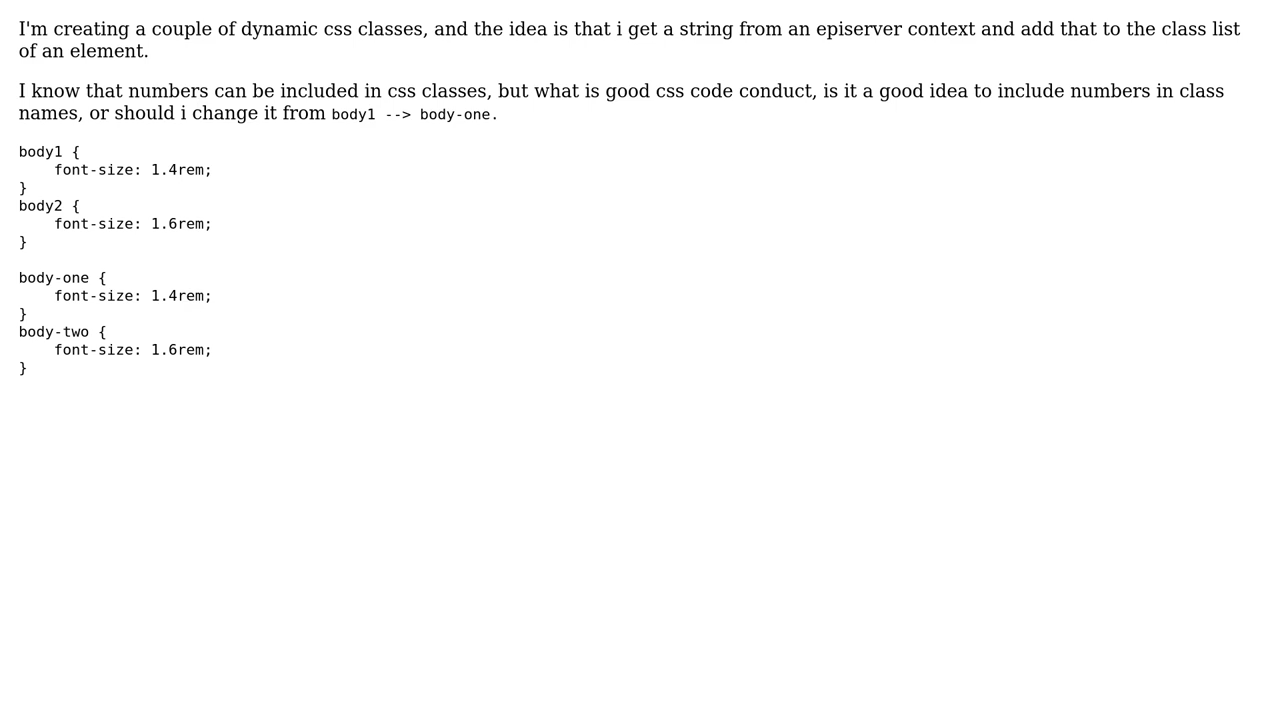 I'm creating a couple of dynamic css classes, and the idea is that i get a string from an episerver context and add that to the class list
of an element.
I know that numbers can be included in css classes, but what is good css code conduct, is it a good idea to include numbers in class
names, or should i change it from body1 --> body-one.
body1 {
    font-size: 1.4rem;
}
body2 {
    font-size: 1.6rem;
}
body-one {
    font-size: 1.4rem;
}
body-two {
    font-size: 1.6rem;
}